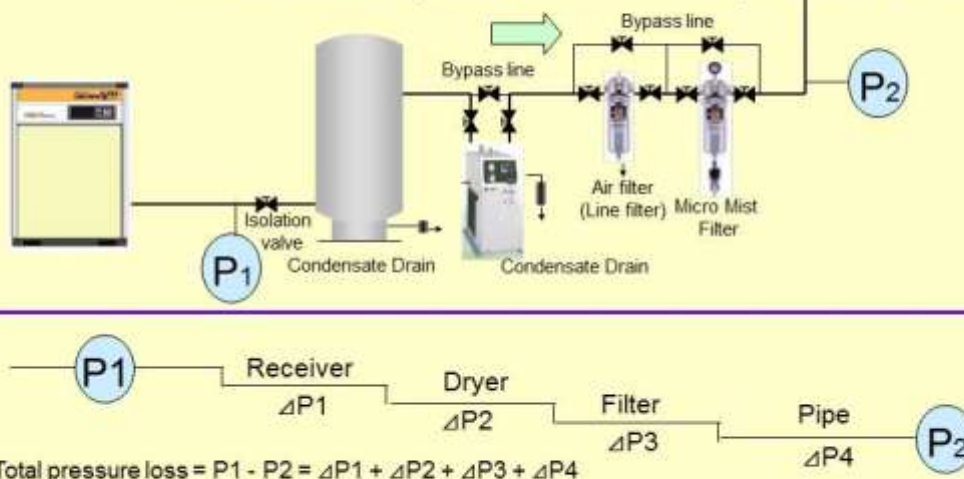 Bypass line
Bypass line
P2
Air filter
(Line filter)
Micro Mist
Filter
Isolation
valve
P1
Condensate Drain
Condensate Drain
P1
Receiver
⊿P1
Dryer
⊿P2
Filter
⊿P3
Pipe
⊿P4
P2
Total pressure loss = P1 - P2 = ⊿P1 + ⊿P2 + ⊿P3 + ⊿P4